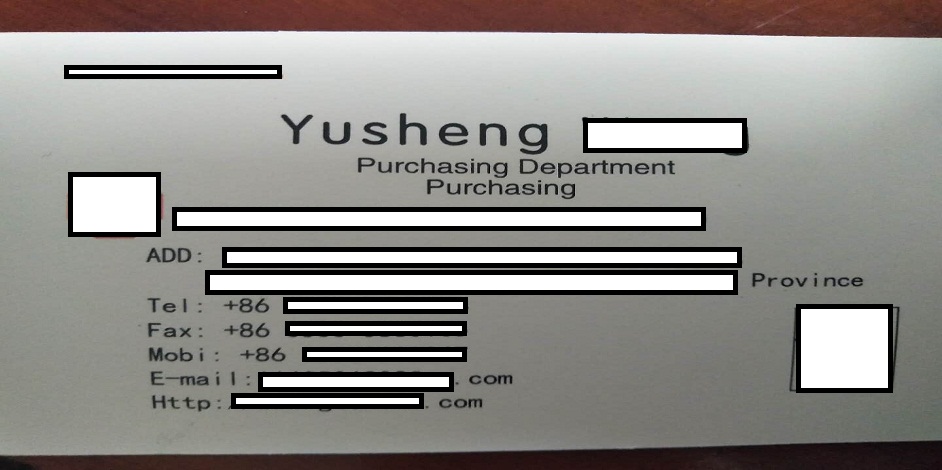 Yusheng
Purchasing Department
Purchasing
ADD:
Province
Tel: +86
Fax: +86
Mobi: +86
E-mail: .com
Http: .com